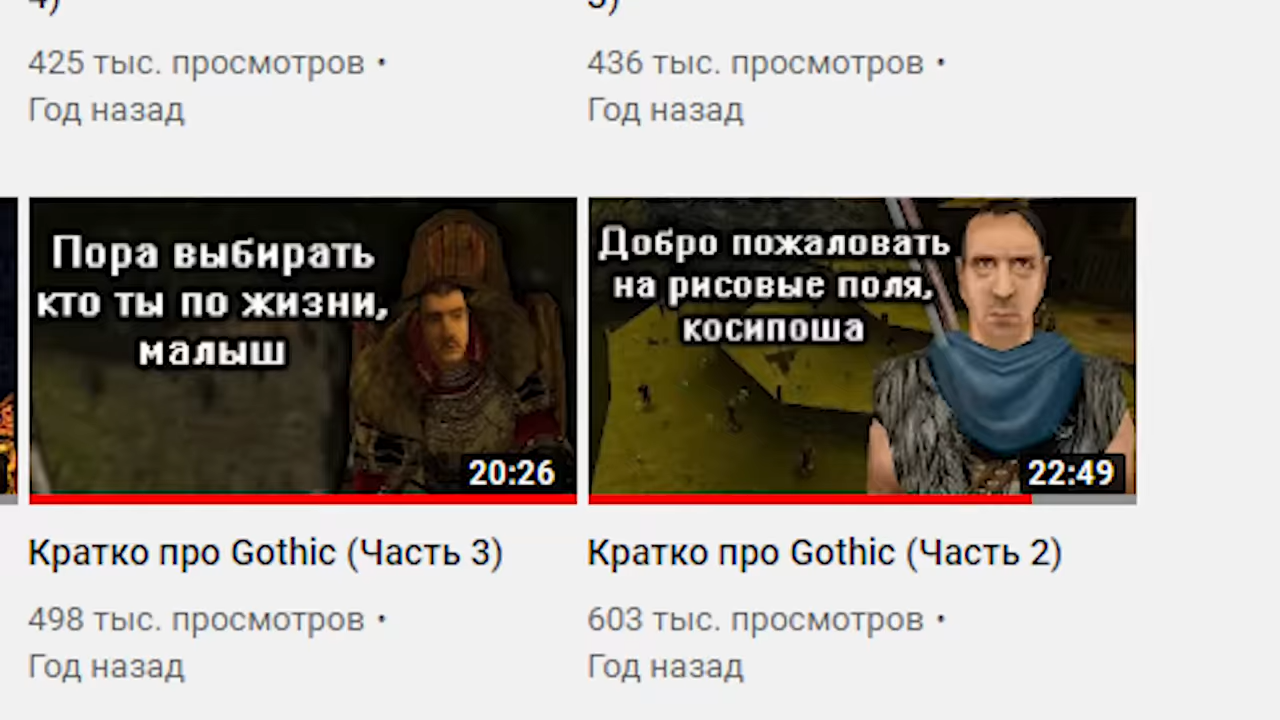 4)
3)
425 тыс. просмотров •
Год назад
436 тыс. просмотров •
Год назад
Пора выбирать
кто ты по жизни,
малыш
20:26
Добро пожаловать
на рисовые поля,
косипоша
22:49
Кратко про Gothic (Часть 3)
498 тыс. просмотров •
Год назад
Кратко про Gothic (Часть 2)
603 тыс. просмотров •
Год назад